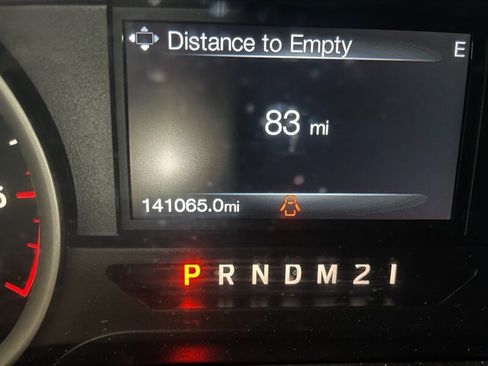 Distance to Empty
E
83 mi
141065.0mi
P R N D M 2 1